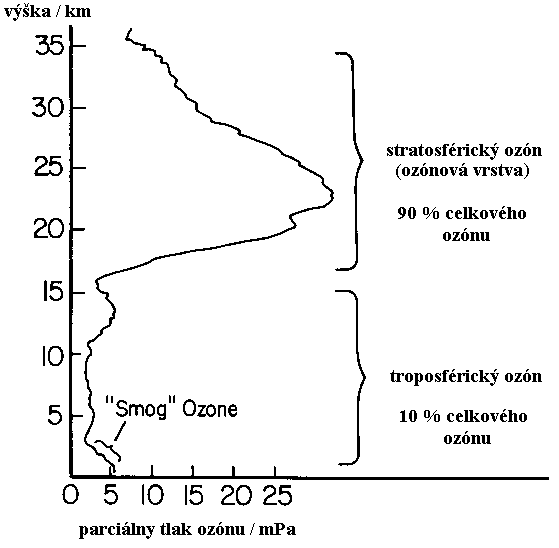 výška / km
35
30
25
20
15
10
5
0 5 10 15 20 25
"Smog" Ozone
stratosférický ozón
(ozónová vrstva)
90 % celkového
ozónu
troposférický ozón
10 % celkového
ozónu
parciálny tlak ozónu / mPa